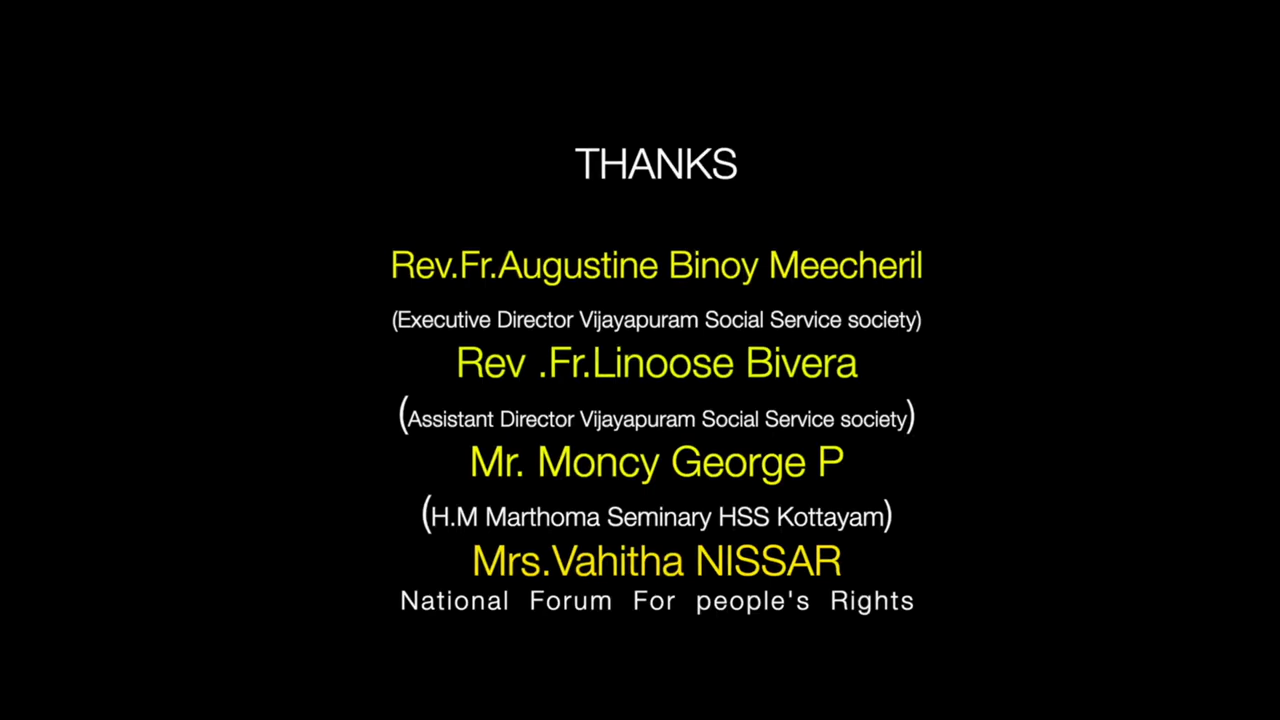 THANKS
Rev.Fr.Augustine Binoy Meecheril
(Executive Director Vijayapuram Social Service society)
Rev .Fr.Linoose Bivera
(Assistant Director Vijayapuram Social Service society)
Mr. Moncy George P
(H.M Marthoma Seminary HSS Kottayam)
Mrs.Vahitha NISSAR
National Forum For people's Rights